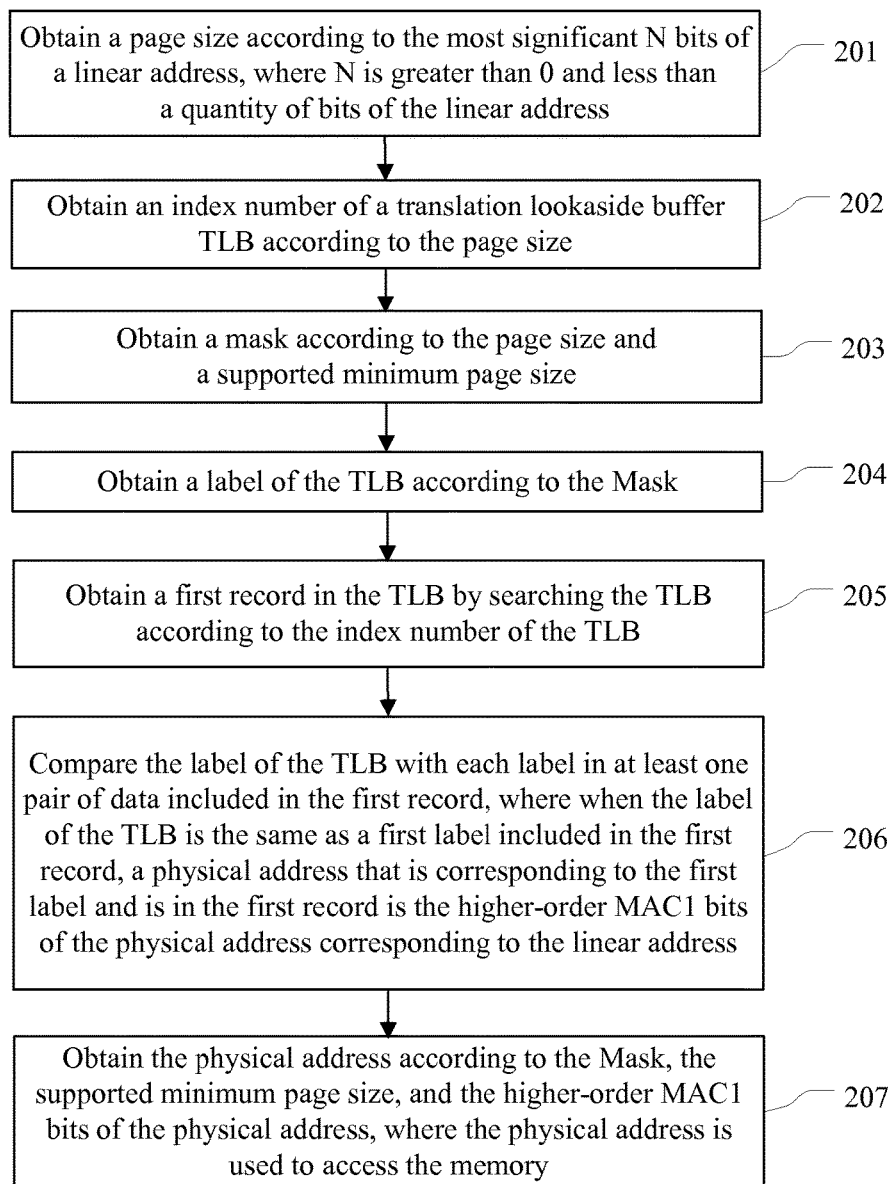 Obtain a page size according to the most significant N bits of
a linear address, where N is greater than 0 and less than
a quantity of bits of the linear address
201
Obtain an index number of a translation lookaside buffer
TLB according to the page size
202
Obtain a mask according to the page size and
a supported minimum page size
203
Obtain a label of the TLB according to the Mask
204
Obtain a first record in the TLB by searching the TLB
according to the index number of the TLB
205
Compare the label of the TLB with each label in at least one
pair of data included in the first record, where when the label
of the TLB is the same as a first label included in the first
record, a physical address that is corresponding to the first
label and is in the first record is the higher-order MAC1 bits
of the physical address corresponding to the linear address
206
Obtain the physical address according to the Mask, the
supported minimum page size, and the higher-order MAC1
bits of the physical address, where the physical address is
used to access the memory
207